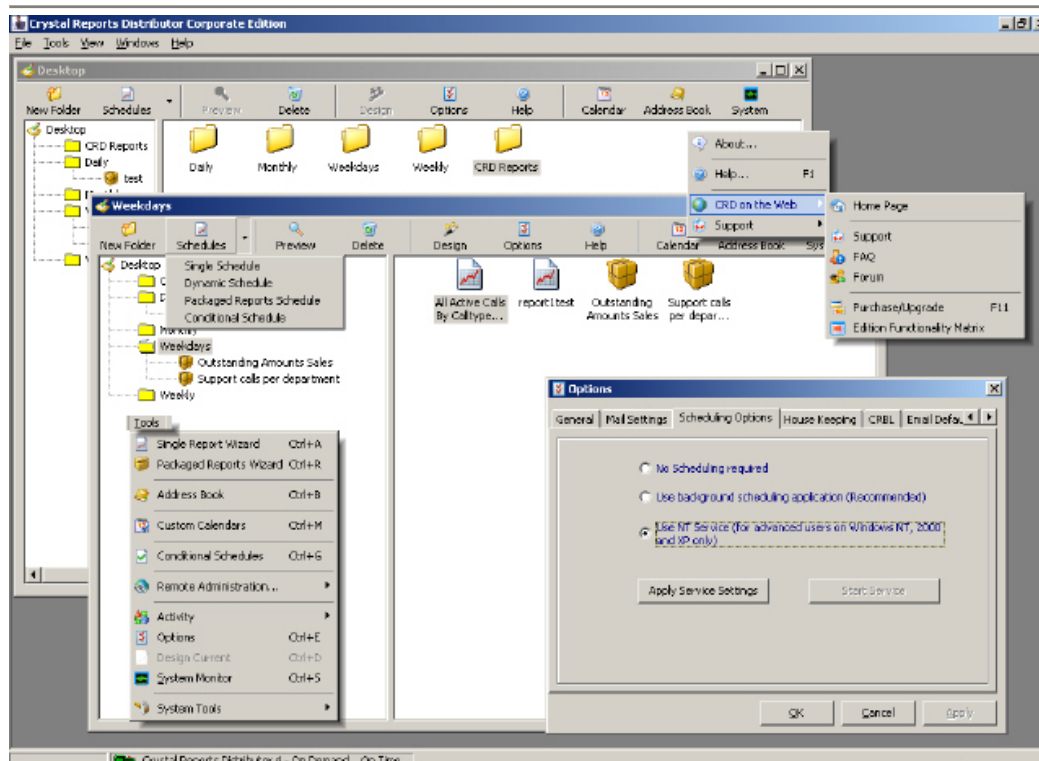 Crystal Reports Distributor Corporate Edition
File Tools View Windows Help
Desktop
New Folder Schedules Preview Delete Design Options Help Calendar Address Book System
Desktop
CRD Reports
Daily
test
Daily Monthly Weekdays Weekly CRD Reports
About...
Help... F1
CRD on the Web
Support
Home Page
Support
FAQ
Forum
Purchase/Upgrade F11
Edition Functionality Matrix
Weekdays
New Folder Schedules Preview Delete Design Options Help Calendar Address Book Sys
Desktop
Single Schedule
Dynamic Schedule
Packaged Reports Schedule
Conditional Schedule
Monthly
Weekdays
Outstanding Amounts Sales
Support calls per department
Weekly
All Active Calls By Calltype...
report1test
Outstanding Amounts Sales
Support calls per depar...
Tools
Single Report Wizard Ctrl+A
Packaged Reports Wizard Ctrl+R
Address Book Ctrl+B
Custom Calendars Ctrl+M
Conditional Schedules Ctrl+G
Remote Administration...
Activity
Options Ctrl+E
Design Current Ctrl+D
System Monitor Ctrl+S
System Tools
Options
General Mail Settings Scheduling Options House Keeping CRBL Email Defau
No Scheduling required
Use background scheduling application (Recommended)
Use NT Service (for advanced users on Windows NT, 2000
and XP only)
Apply Service Settings Start Service
OK Cancel Apply